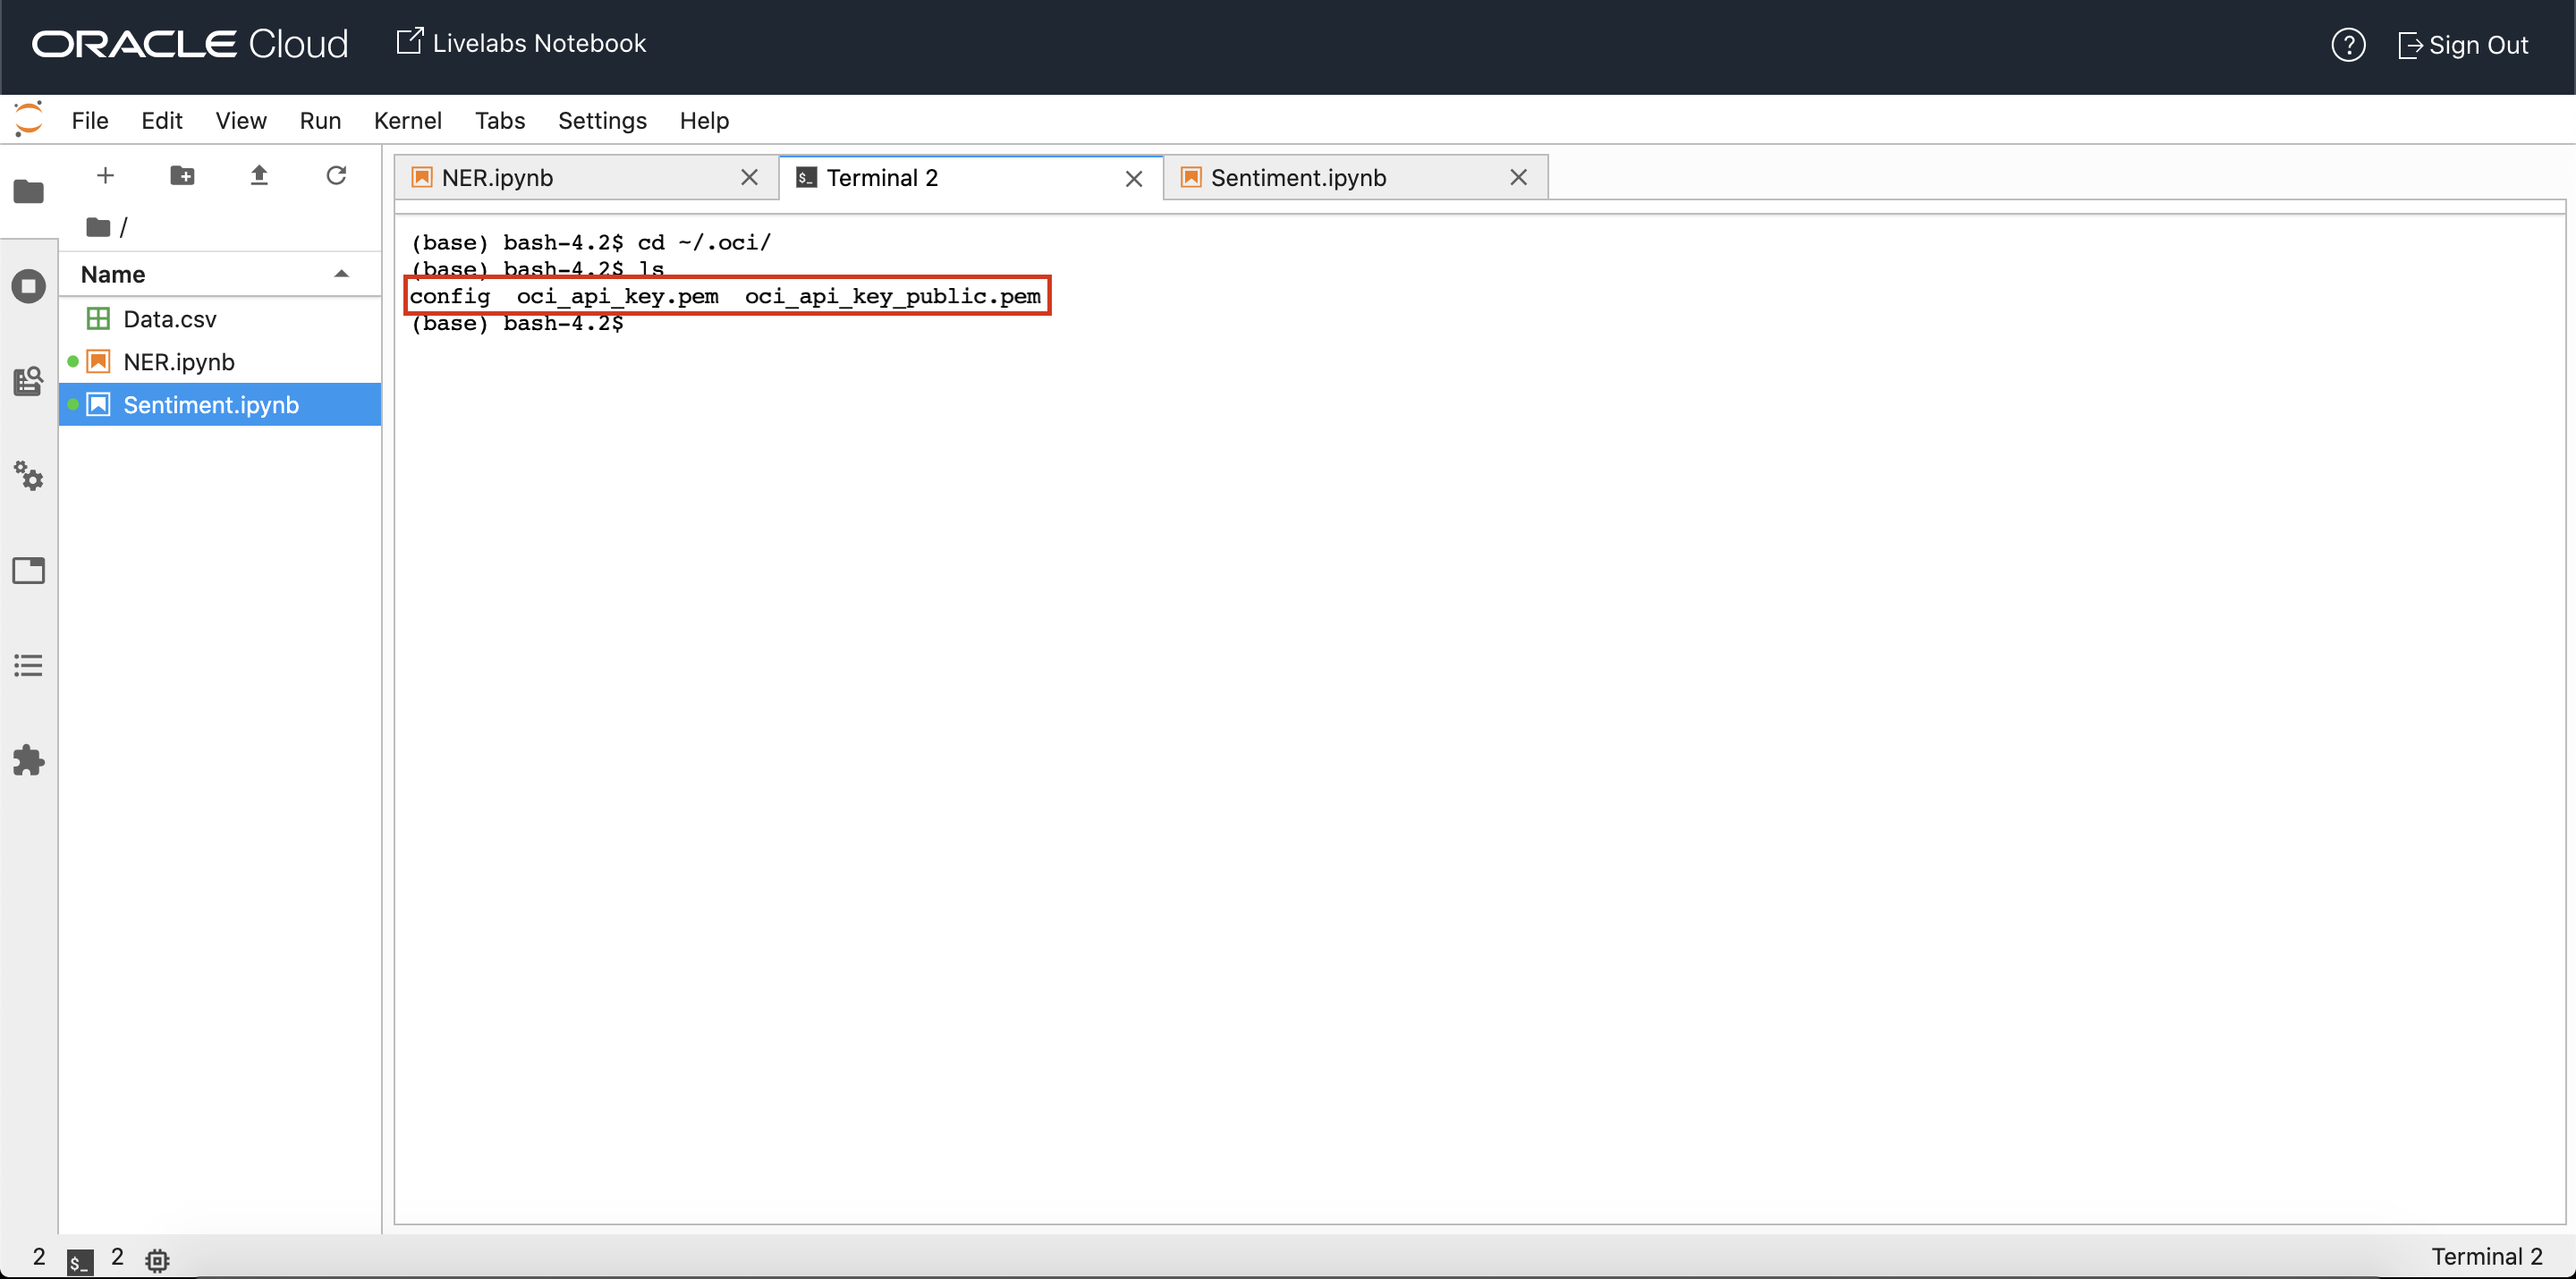 ORACLE Cloud Livelabs Notebook
? Sign Out
File Edit View Run Kernel Tabs Settings Help
/
Name
Data.csv
NER.ipynb
Sentiment.ipynb
NER.ipynb
$_ Terminal 2
Sentiment.ipynb
(base) bash-4.2$ cd ~/.oci/
(base) bash-4.2$ ls
config oci_api_key.pem oci_api_key_public.pem
(base) bash-4.2$
2 $_ 2
Terminal 2